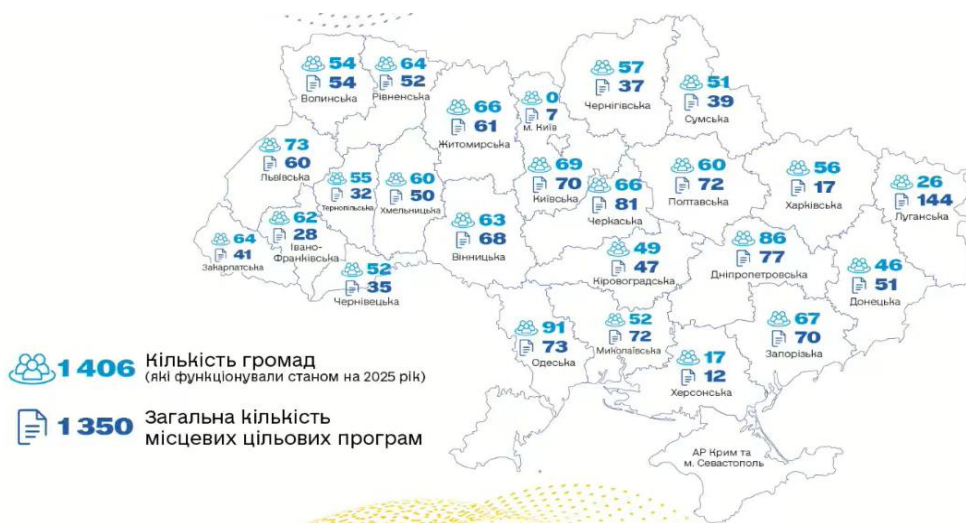 54
54
Волинська
64
52
Рівненська
66
61
Житомирська
0
7
м. Київ
57
37
Чернігівська
51
39
Сумська
73
60
Львівська
55
32
Тернопільська
60
50
Хмельницька
69
70
Київська
66
81
Черкаська
60
72
Полтавська
56
17
Харківська
26
144
Луганська
64
41
Закарпатська
62
28
Івано-
Франківська
52
35
Чернівецька
63
68
Вінницька
49
47
Кіровоградська
86
77
Дніпропетровська
46
51
Донецька
91
73
Одеська
52
72
Миколаївська
17
12
Херсонська
67
70
Запорізька
АР Крим та
м. Севастополь
1 406 Кількість громад
(які функціонували станом на 2025 рік)
1 350 Загальна кількість
місцевих цільових програм